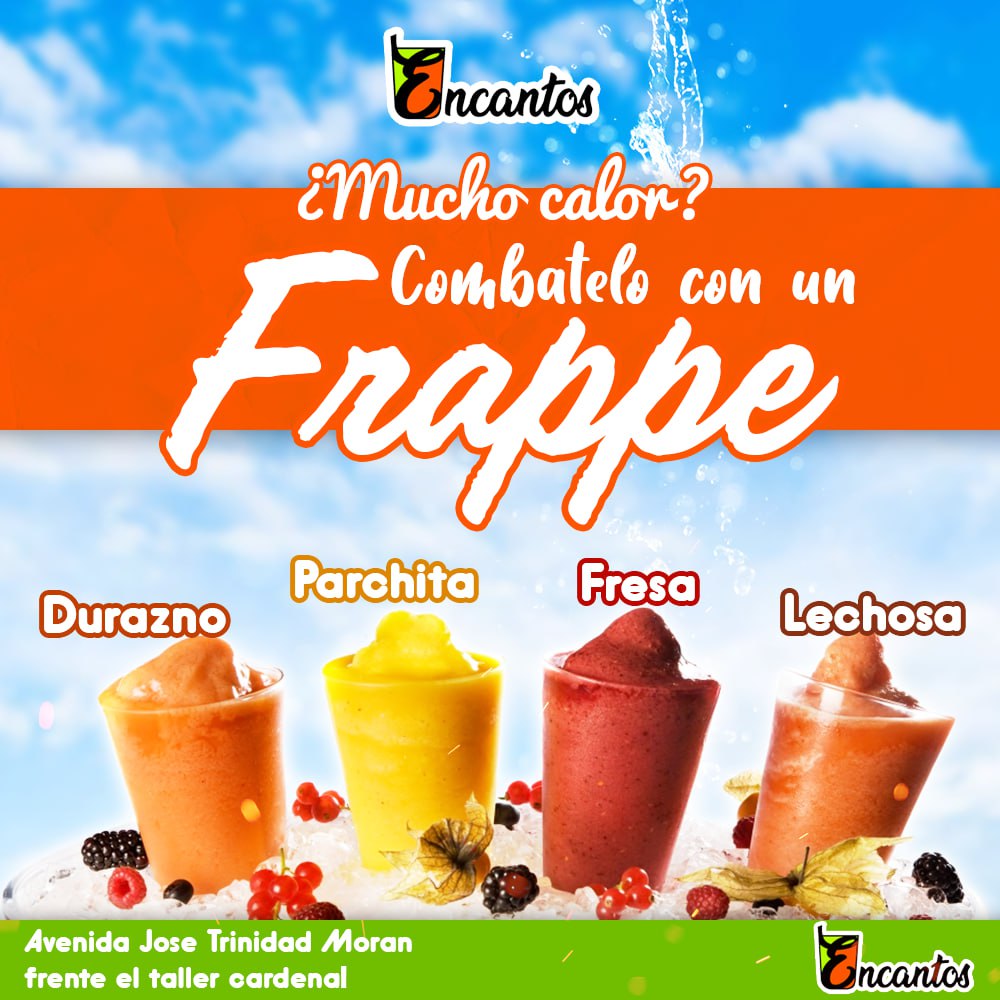 Encantos
¿Mucho calor?
Combatelo con un
Frappe
Durazno
Parchita
Fresa
Lechosa
Avenida Jose Trinidad Moran
frente el taller cardenal
Encantos